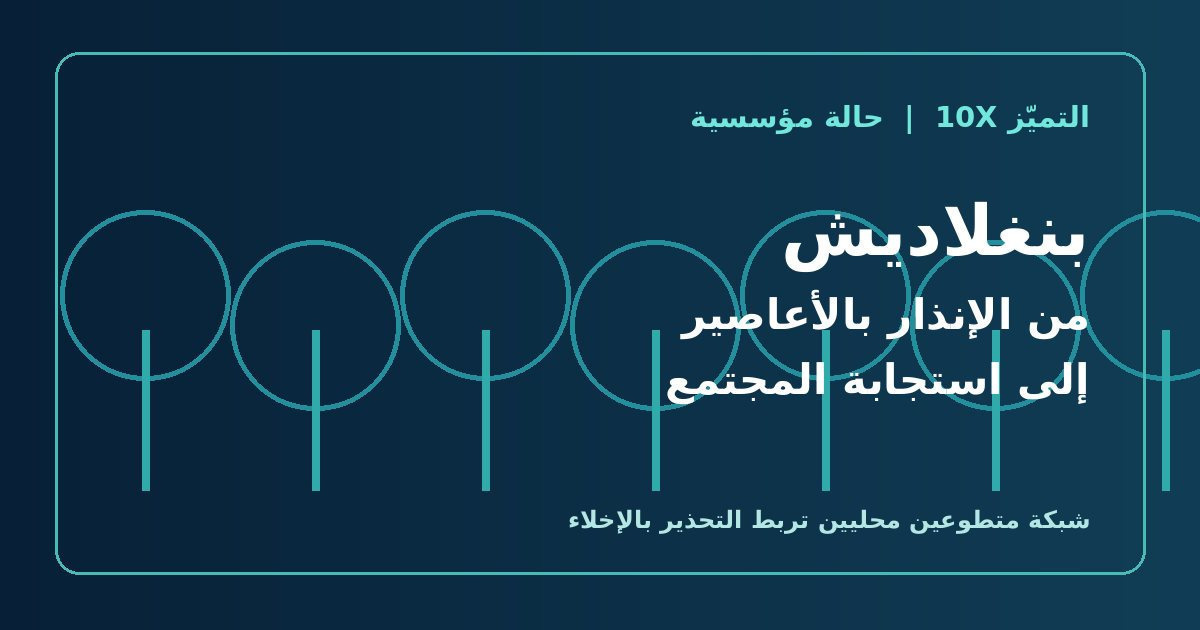 التميّز 10X | حالة مؤسسية
بنغلاديش
من الإنذار بالأعاصير
إلى استجابة المجتمع
شبكة متطوعين محليين تربط التحذير بالإخلاء